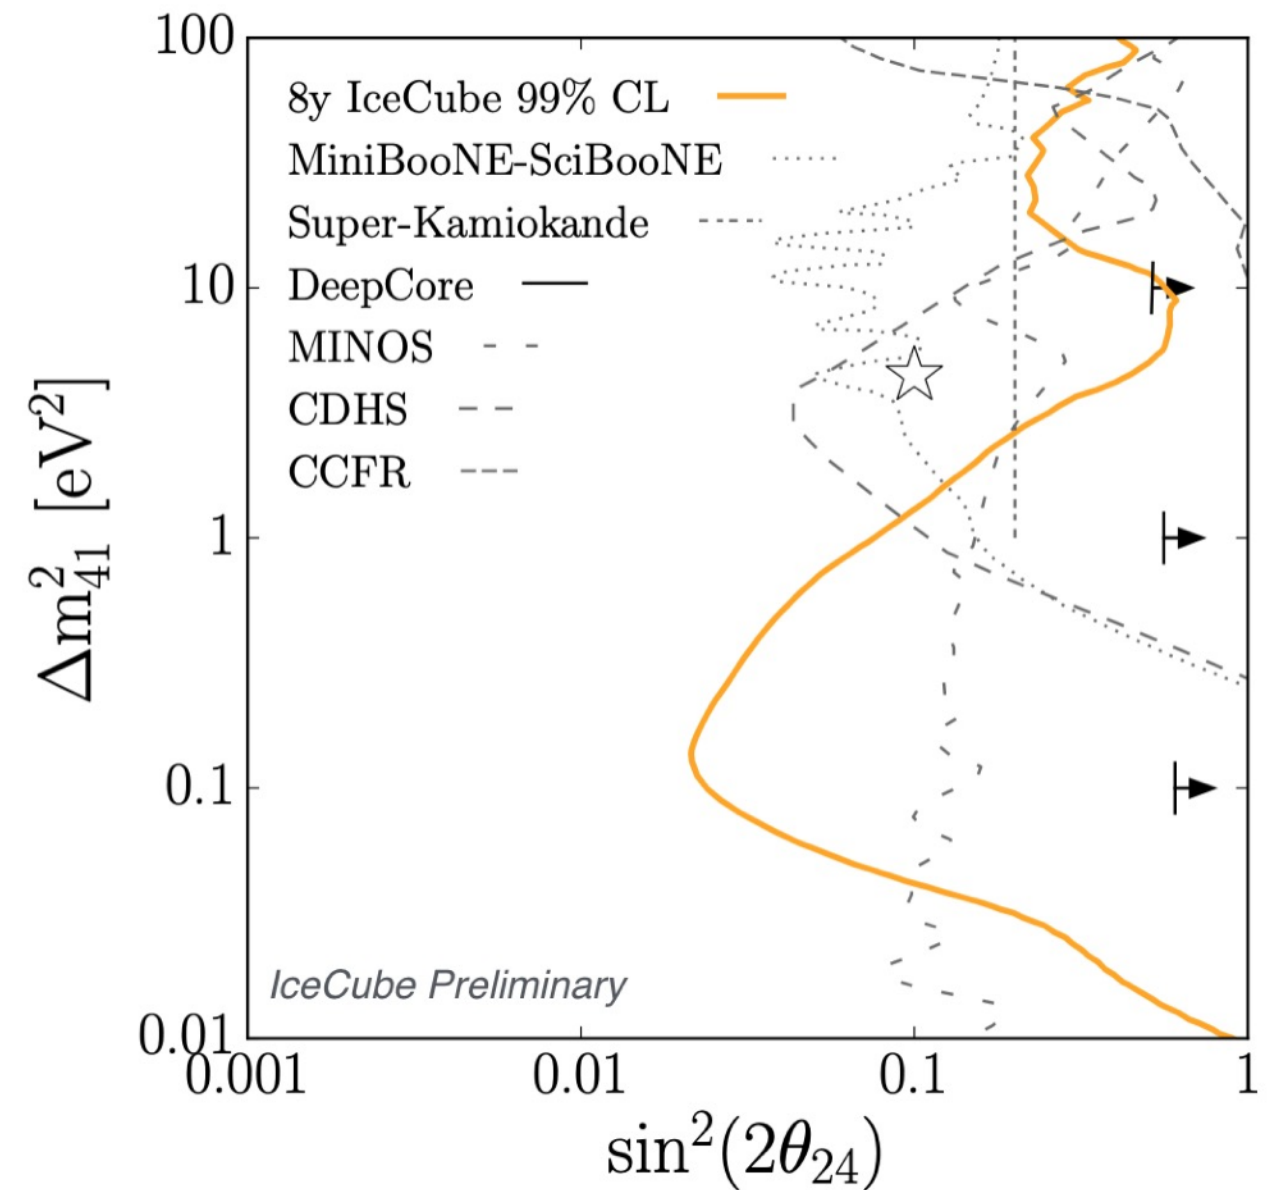 100
8y IceCube 99% CL
MiniBooNE-SciBooNE
Super-Kamiokande
10
DeepCore
MINOS
CDHS
CCFR
Δm²₄₁ [eV²]
1
0.1
IceCube Preliminary
0.01
0.001 0.01 0.1 1
sin²(2θ₂₄)